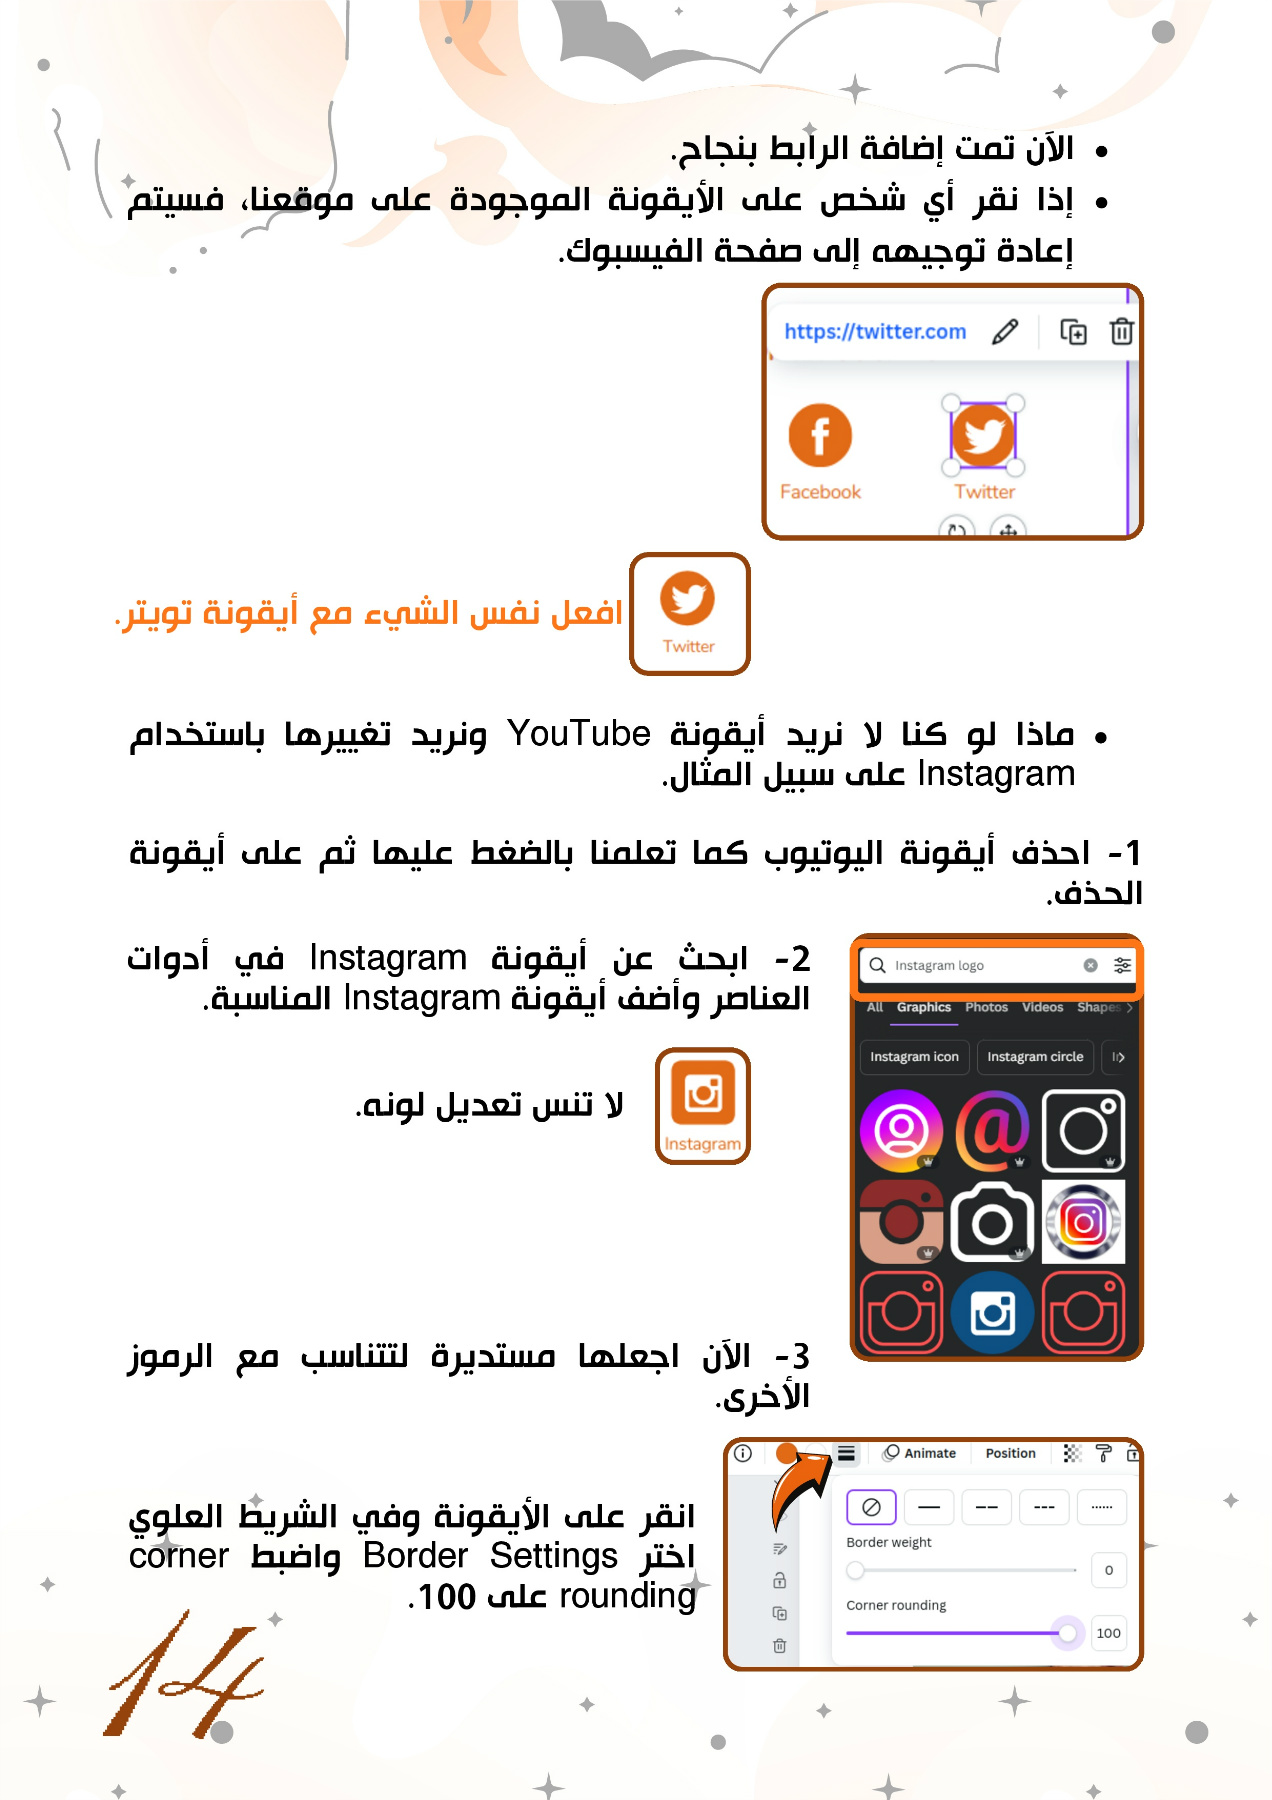 الآن تمت إضافة الرابط بنجاح.
إذا نقر أي شخص على الأيقونة الموجودة على موقعنا، فسيتم
إعادة توجيهه إلى صفحة الفيسبوك.
https://twitter.com
Facebook
Twitter
افعل نفس الشيء مع أيقونة تويتر.
Twitter
ماذا لو كنا لا نريد أيقونة YouTube ونريد تغييرها باستخدام
Instagram على سبيل المثال.
1- احذف أيقونة اليوتيوب كما تعلمنا بالضغط عليها ثم على أيقونة
الحذف.
2- ابحث عن أيقونة Instagram في أدوات
العناصر وأضف أيقونة Instagram المناسبة.
Instagram logo
All Graphics Photos Videos Shapes
Instagram icon Instagram circle
لا تنس تعديل لونه.
Instagram
3- الآن اجعلها مستديرة لتتناسب مع الرموز
الأخرى.
Animate Position
Border weight
0
Corner rounding
100
انقر على الأيقونة وفي الشريط العلوي
اختر Border Settings واضبط corner
rounding على 100.
14